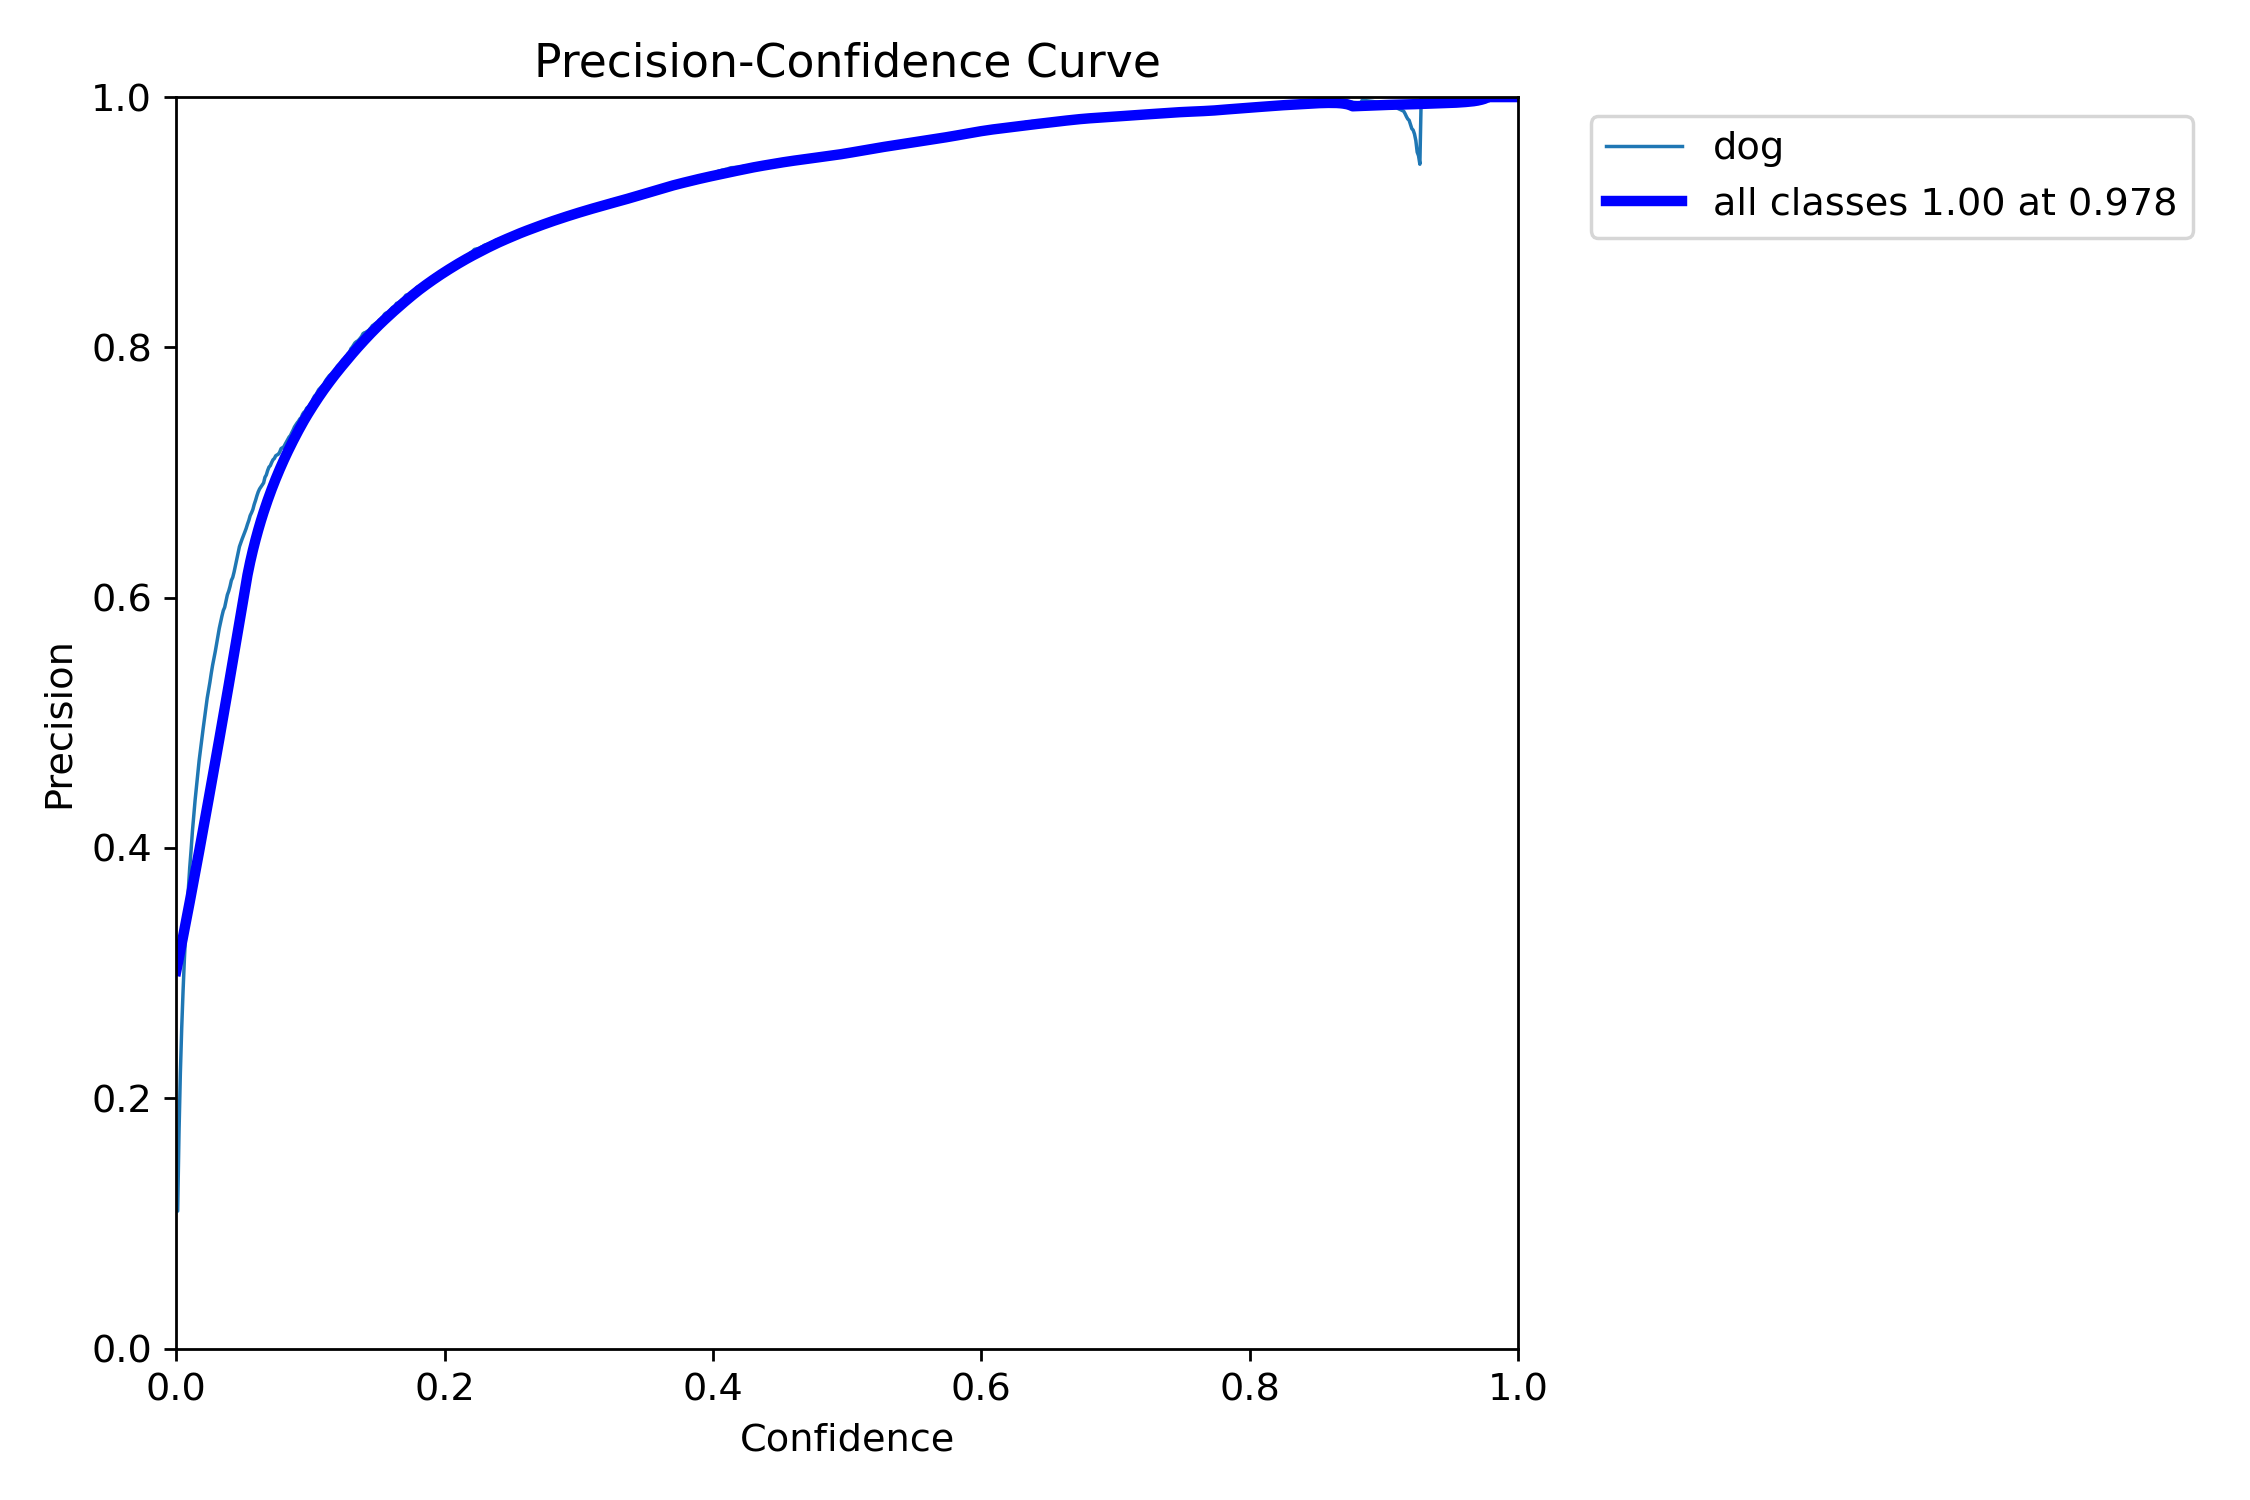 Precision-Confidence Curve
1.0
0.8
0.6
0.4
0.2
0.0
Precision
0.0 0.2 0.4 0.6 0.8 1.0
Confidence
dog
all classes 1.00 at 0.978